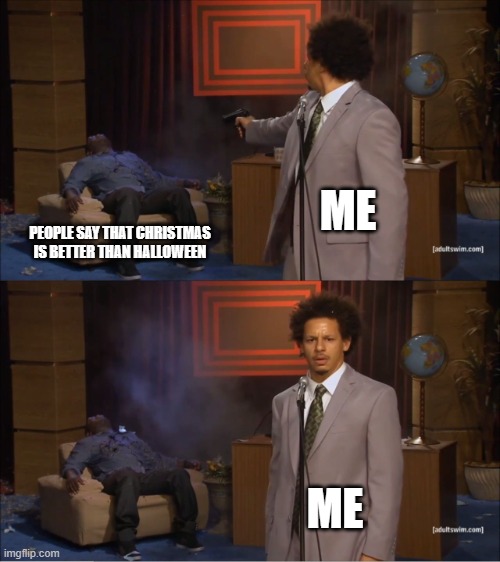 ME
PEOPLE SAY THAT CHRISTMAS
IS BETTER THAN HALLOWEEN
[adultswim.com]
ME
[adultswim.com]
imgflip.com